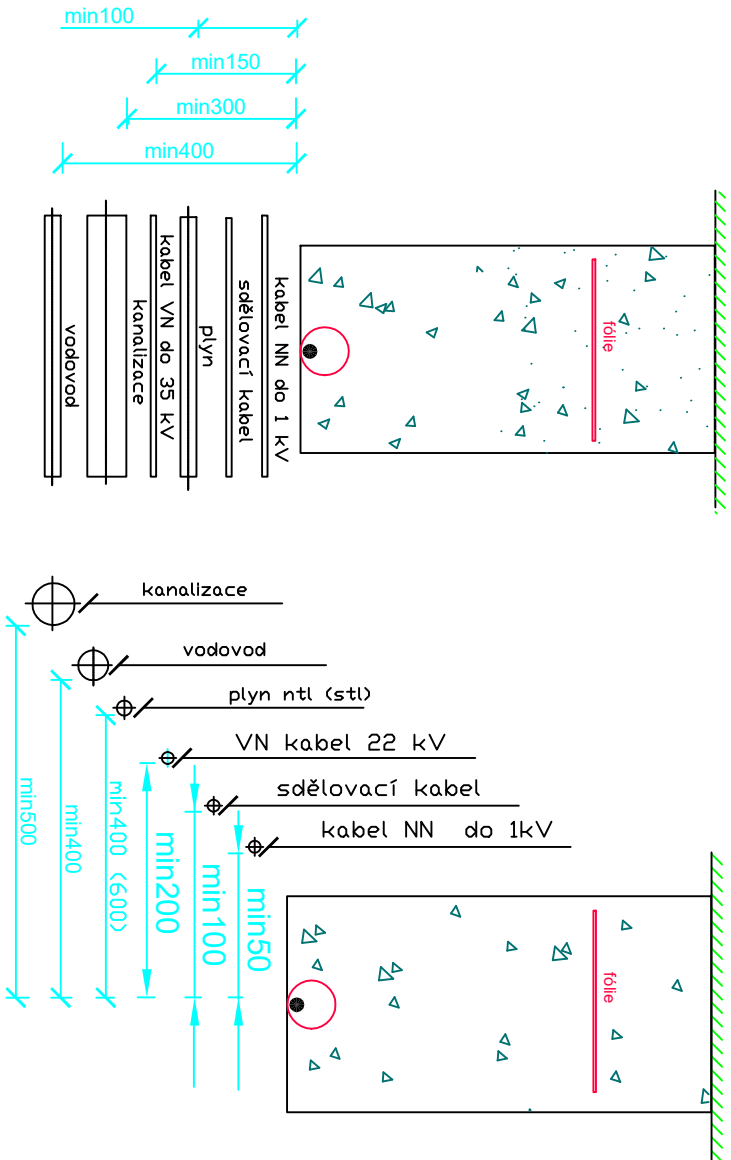 min100
min150
min300
min400
fólie
kabel NN do 1 kV
sdělovací kabel
plyn
kabel VN do 35 kV
kanalizace
vodovod
kanalizace
vodovod
plyn ntl (stl)
VN kabel 22 kV
sdělovací kabel
kabel NN do 1kV
min500
min400
min400 (600)
min200
min100
min50
fólie